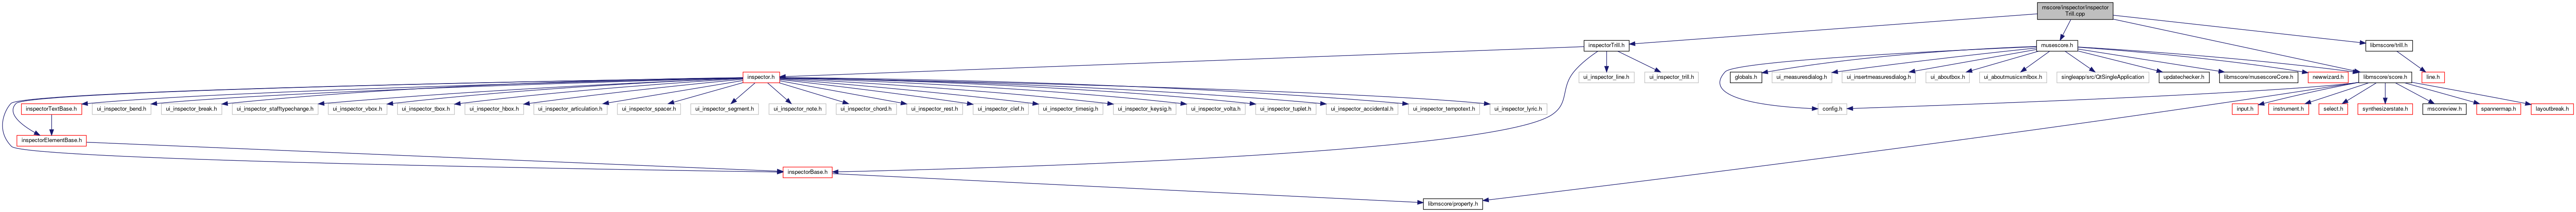 mscore/inspector/inspector
Trill.cpp
inspectorTrill.h
musescore.h
libmscore/trill.h
inspector.h
ui_inspector_line.h
ui_inspector_trill.h
globals.h
ui_measuresdialog.h
ui_insertmeasuresdialog.h
ui_aboutbox.h
ui_aboutmusicxmlbox.h
singleapp/src/QtSingleApplication
updatechecker.h
libmscore/musescoreCore.h
newwizard.h
libmscore/score.h
line.h
inspectorTextBase.h
ui_inspector_bend.h
ui_inspector_break.h
ui_inspector_stafftypechange.h
ui_inspector_vbox.h
ui_inspector_tbox.h
ui_inspector_hbox.h
ui_inspector_articulation.h
ui_inspector_spacer.h
ui_inspector_segment.h
ui_inspector_note.h
ui_inspector_chord.h
ui_inspector_rest.h
ui_inspector_clef.h
ui_inspector_timesig.h
ui_inspector_keysig.h
ui_inspector_volta.h
ui_inspector_tuplet.h
ui_inspector_accidental.h
ui_inspector_tempotext.h
ui_inspector_lyric.h
config.h
input.h
instrument.h
select.h
synthesizerstate.h
mscoreview.h
spannermap.h
layoutbreak.h
inspectorElementBase.h
inspectorBase.h
libmscore/property.h